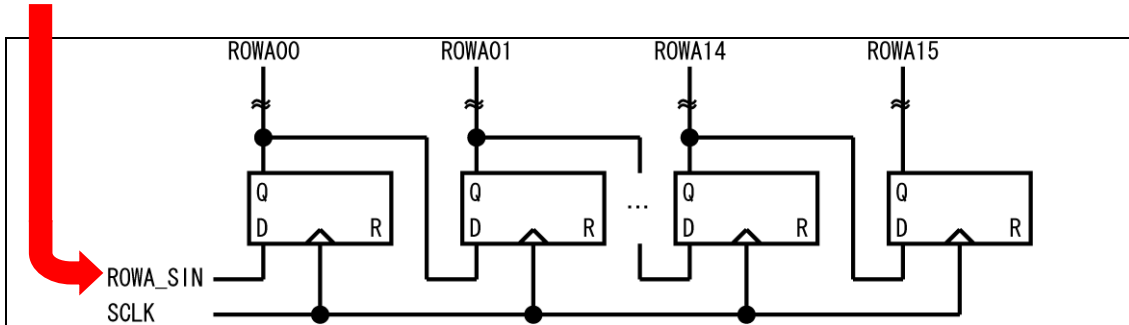 ROWA00 ROWA01 ROWA14 ROWA15
Q Q Q Q
...
D R D R D R D R
ROWA_SIN
SCLK